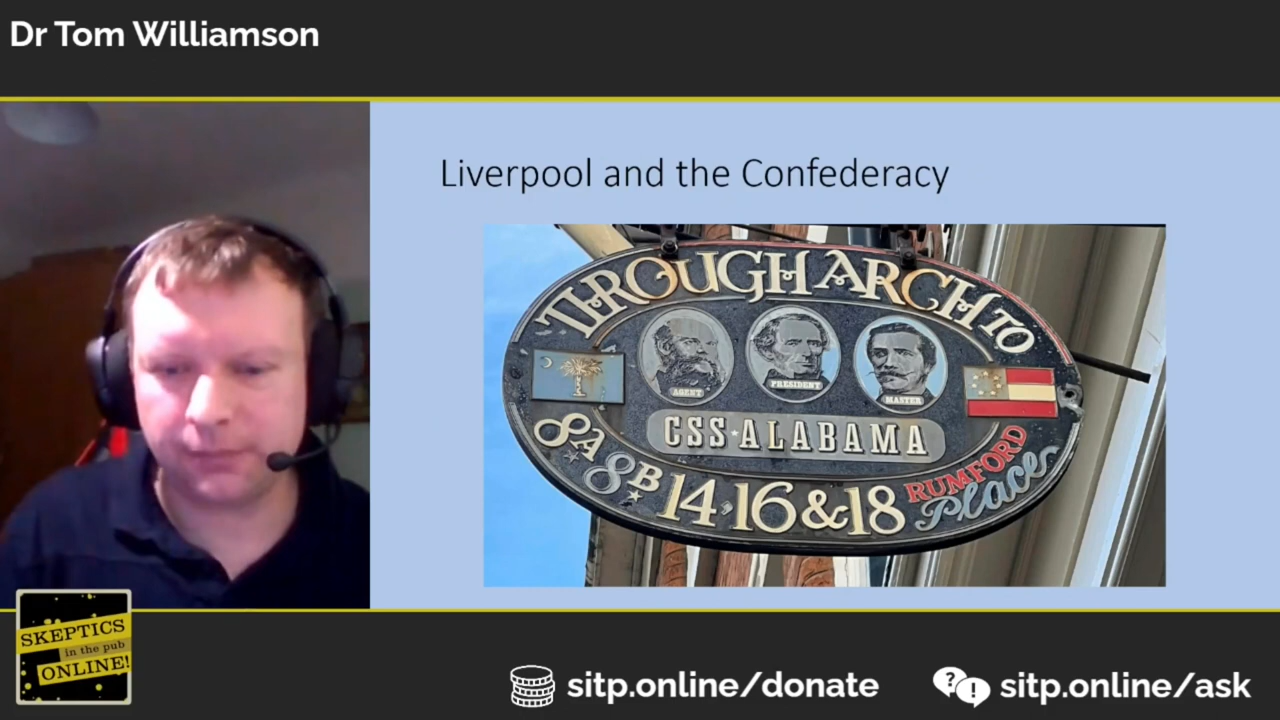 Dr Tom Williamson
Liverpool and the Confederacy
THROUGH ARCH TO
AGENT
PRESIDENT
MASTER
CSS★ALABAMA
8A 8B 14·16&18
RUMFORD
Place
SKEPTICS
in the pub
ONLINE!
sitp.online/donate
sitp.online/ask